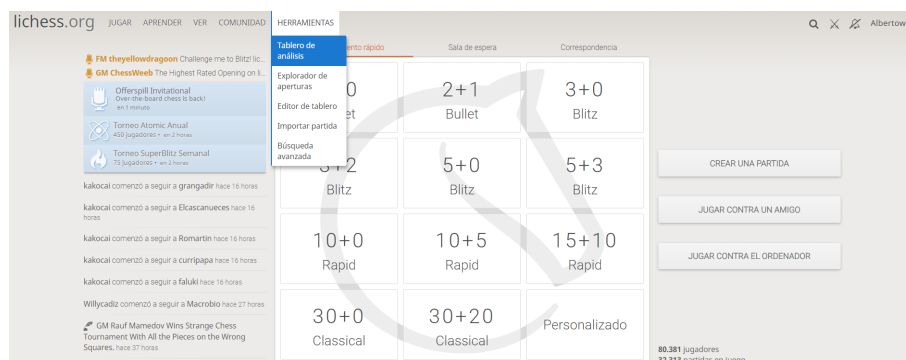 lichess.org JUGAR APRENDER VER COMUNIDAD HERRAMIENTAS Albertow
Tablero de
análisis
Explorador de
aperturas
Editor de tablero
Importar partida
Búsqueda
avanzada
rápido Sala de espera Correspondencia
FM theyellowdragoon Challenge me to Blitz! lic...
GM ChessWeeb The Highest Rated Opening on li...
Offerspill Invitational
Over-the-board chess is back!
en 1 minuto
Torneo Atomic Anual
450 jugadores • en 2 horas
Torneo SuperBlitz Semanal
75 jugadores • en 2 horas
kakocai comenzó a seguir a grangadir hace 16 horas
kakocai comenzó a seguir a Elcascanueces hace 16
horas
kakocai comenzó a seguir a Romartin hace 16 horas
kakocai comenzó a seguir a curripapa hace 16 horas
kakocai comenzó a seguir a faluki hace 16 horas
Willycadiz comenzó a seguir a Macrobio hace 27 horas
GM Rauf Mamedov Wins Strange Chess
Tournament With All the Pieces on the Wrong
Squares. hace 37 horas
2+1
Bullet
3+0
Blitz
Blitz
5+0
Blitz
5+3
Blitz
10+0
Rapid
10+5
Rapid
15+10
Rapid
30+0
Classical
30+20
Classical
Personalizado
CREAR UNA PARTIDA
JUGAR CONTRA UN AMIGO
JUGAR CONTRA EL ORDENADOR
80.381 jugadores
32.313 partidas en juego